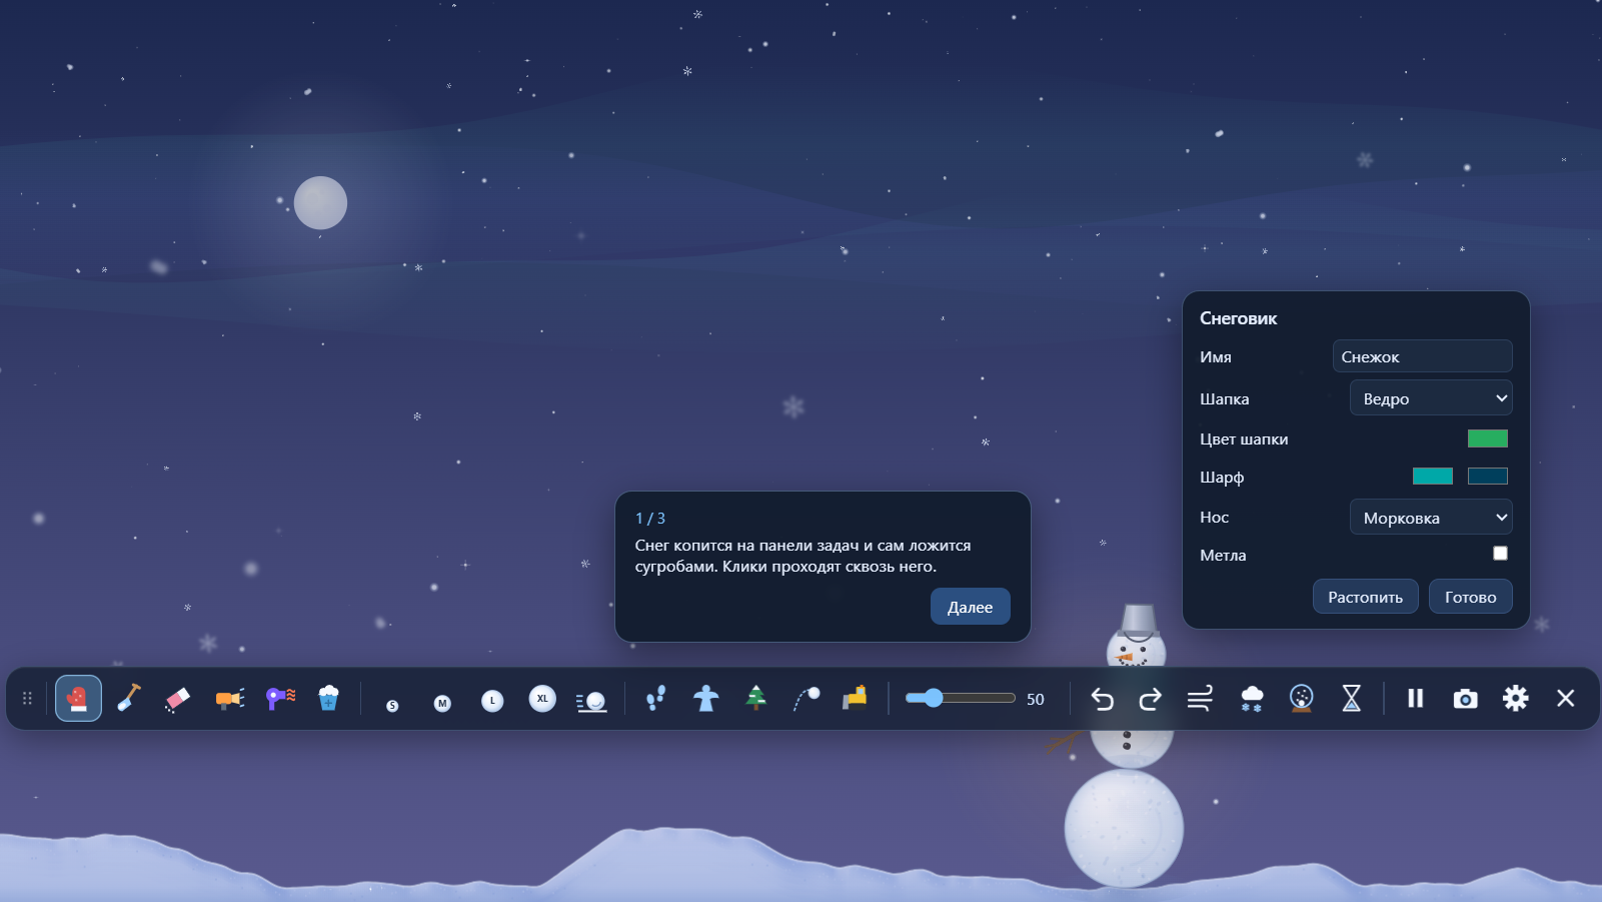 Снеговик
Имя Снежок
Шапка Ведро
Цвет шапки
Шарф
Нос Морковка
Метла
Растопить Готово
1 / 3
Снег копится на панели задач и сам ложится
сугробами. Клики проходят сквозь него.
Далее
S M L XL 50